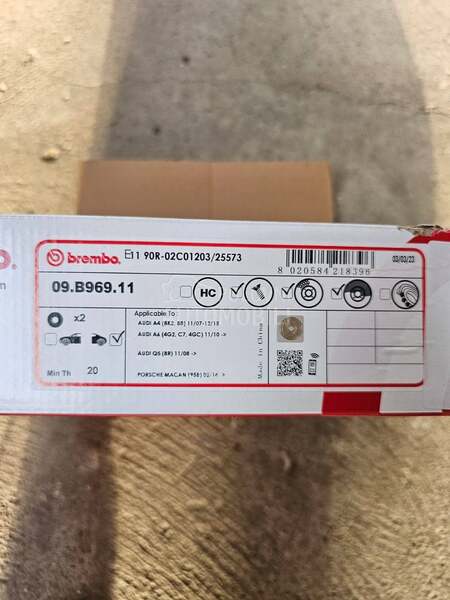 brembo.
E11 90R-02C01203/25573
8 020584 218396
03/03/23
09.B969.11
HC
x2
Applicable To:
AUDI A4 (8K2, B8) 11/07-12/15
AUDI A6 (4G2, C7, 4GC) 11/10 ->
AUDI Q5 (8R) 11/08 ->
PORSCHE MACAN (95B) 02/14 ->
Min Th 20
Made in China